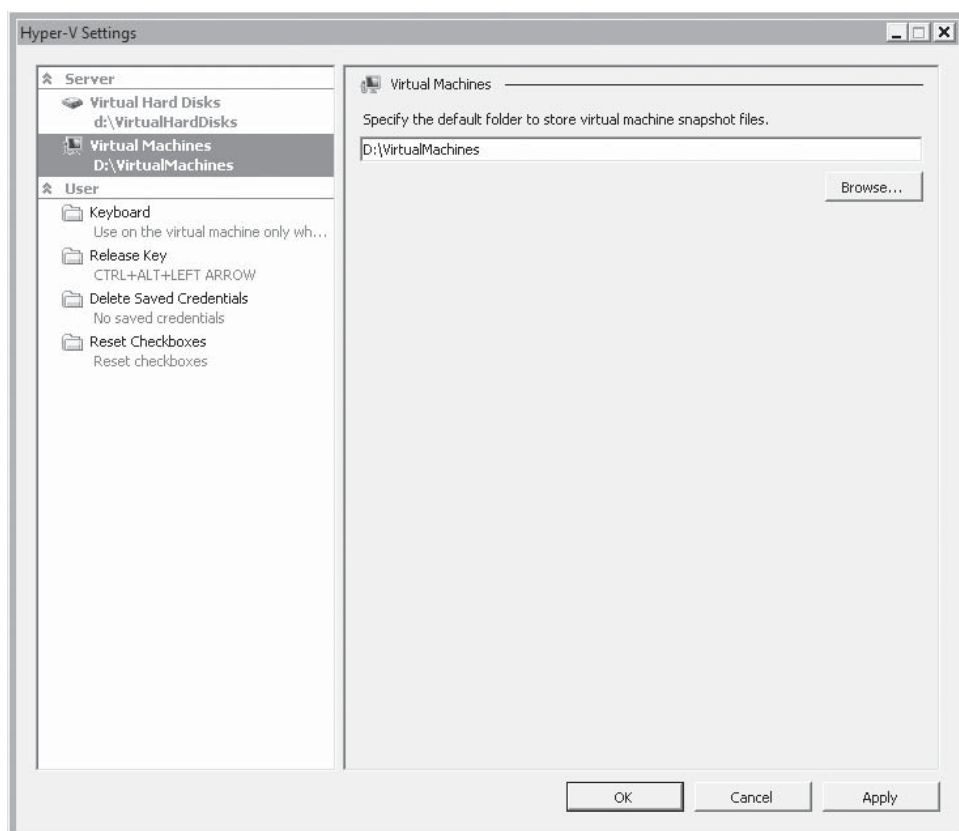 Hyper-V Settings
Server
Virtual Hard Disks
d:\VirtualHardDisks
Virtual Machines
D:\VirtualMachines
User
Keyboard
Use on the virtual machine only wh...
Release Key
CTRL+ALT+LEFT ARROW
Delete Saved Credentials
No saved credentials
Reset Checkboxes
Reset checkboxes
Virtual Machines
Specify the default folder to store virtual machine snapshot files.
D:\VirtualMachines
Browse...
OK
Cancel
Apply